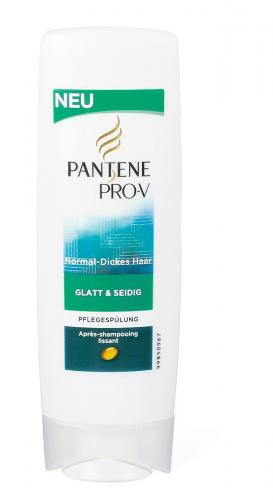 NEU
PANTENE
PRO-V
Normal-Dickes Haar
GLATT & SEIDIG
PFLEGESPÜLUNG
Après-shampooing
lissant
99850967